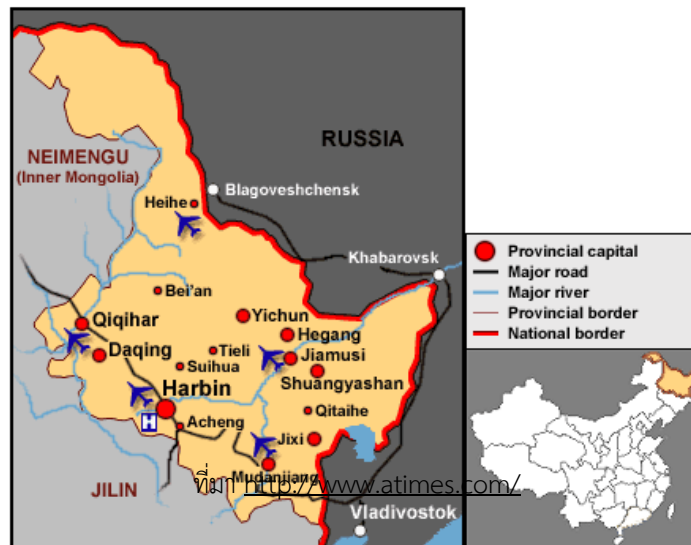 RUSSIA
NEIMENGU
(Inner Mongolia)
Blagoveshchensk
Heihe
Khabarovsk
Bei'an
Qiqihar
Yichun
Hegang
Daqing
Tieli
Jiamusi
Suihua
Shuangyashan
Harbin
Qitaihe
H
Acheng
Jixi
Mudanjiang
JILIN
ที่มา http://www.atimes.com/
Vladivostok
Provincial capital
Major road
Major river
Provincial border
National border